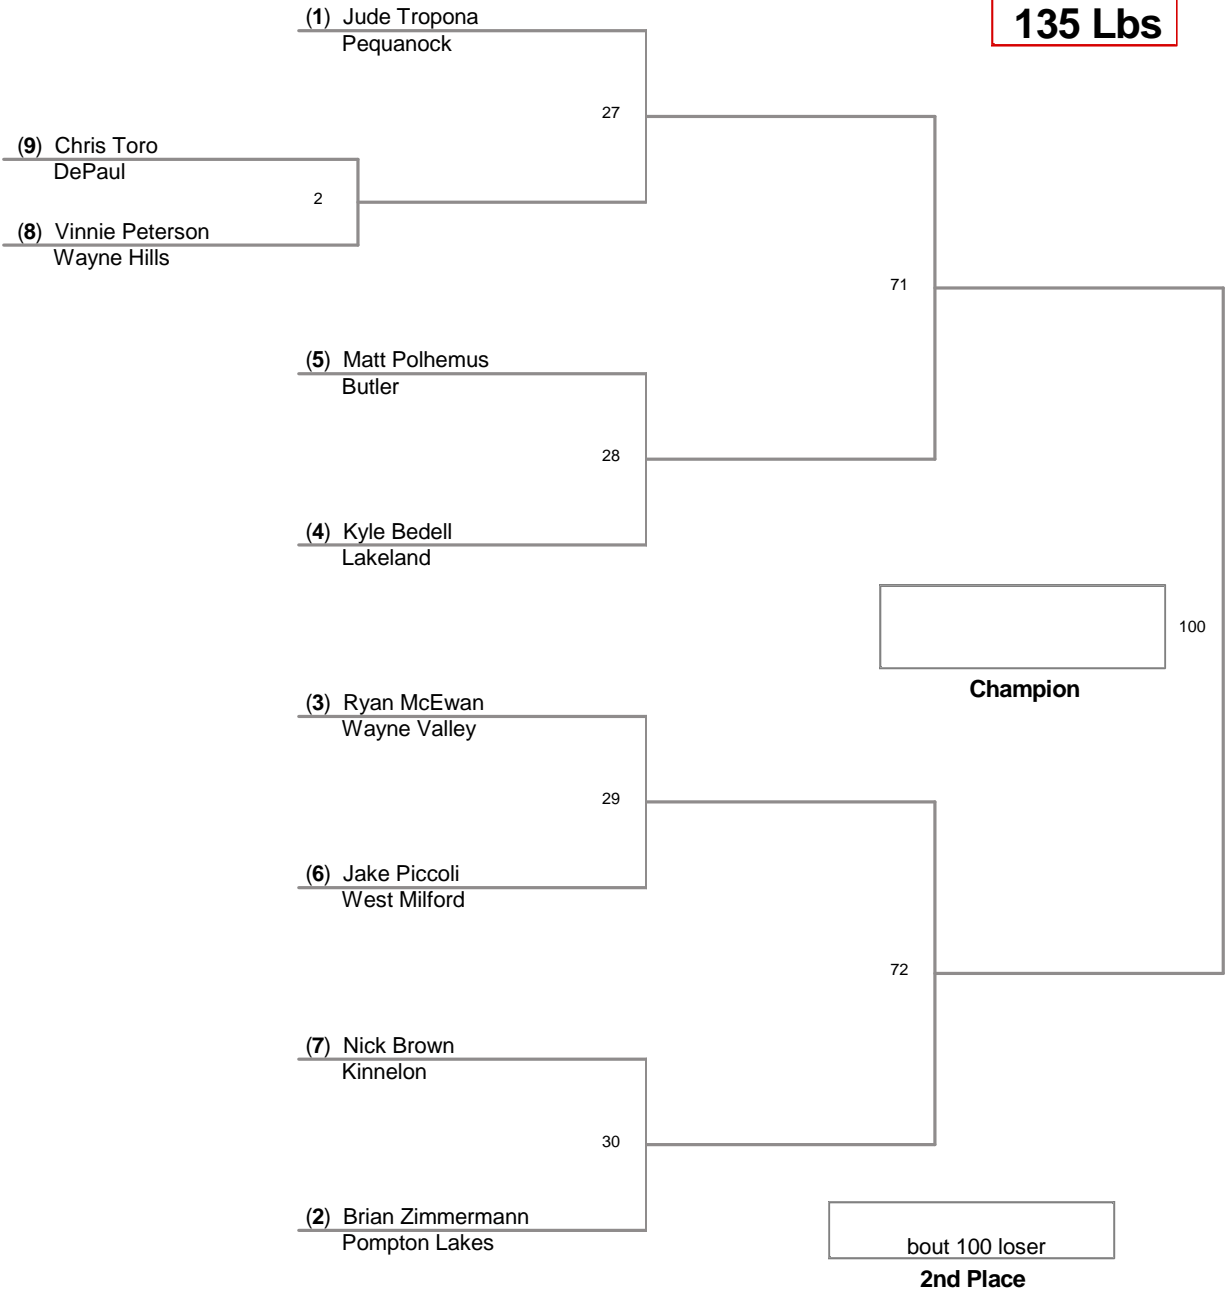 135 Lbs
(1) Jude Tropona
Pequanock
27
(9) Chris Toro
DePaul
2
(8) Vinnie Peterson
Wayne Hills
71
(5) Matt Polhemus
Butler
28
(4) Kyle Bedell
Lakeland
100
Champion
(3) Ryan McEwan
Wayne Valley
29
(6) Jake Piccoli
West Milford
72
(7) Nick Brown
Kinnelon
30
(2) Brian Zimmermann
Pompton Lakes
bout 100 loser
2nd Place